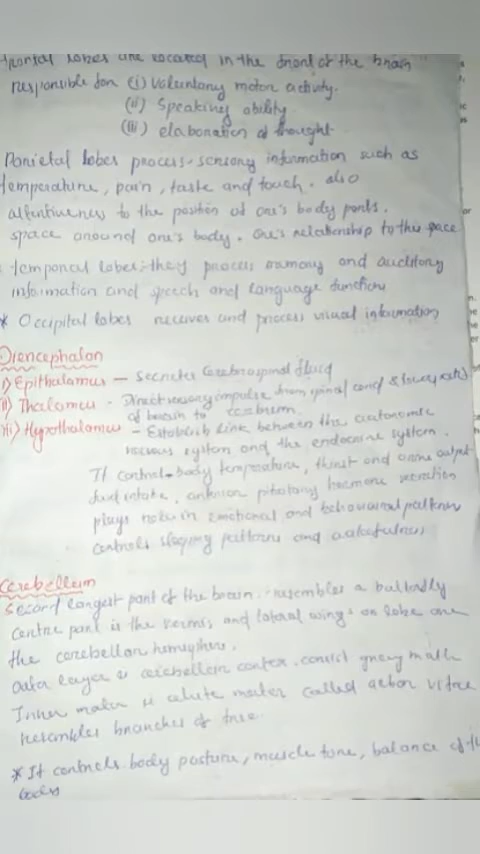 frontal lobes are located in the front of the brain
responsible for (i) voluntary motor activity.
(ii) Speaking ability
(iii) elaboration of thought.
Parietal lobes process sensory information such as
temperature, pain, taste and touch. also
attentiveness to the position of one's body parts.
space around one's body. one's relationship to this space
temporal lobes:- they process memory and auditory
information and speech and language functions
* Occipital lobes receives and process visual information
Diencephalon
i) Epithalamus - secretes cerebrospinal fluid
ii) Thalamus - Direct sensory impulse from spinal cord & lower parts
of brain to cerebrum.
iii) Hypothalamus - Establish link between the autonomic
nervous system and the endocrine system.
It controls body temperature, thirst and urine output
food intake, anterior pituitary hormone secretion
plays role in emotional and behavioural patterns
controls sleeping patterns and wakefulness
Cerebellum
Second largest part of the brain. resembles a butterfly
centre part is the vermis and lateral wings or lobe are
the cerebellar hemisphere.
outer layer is cerebellar cortex. consist grey matter
Inner matter is white matter called arbor vitae
resembles branches of tree.
* It controls body posture, muscle tone, balance of the
body